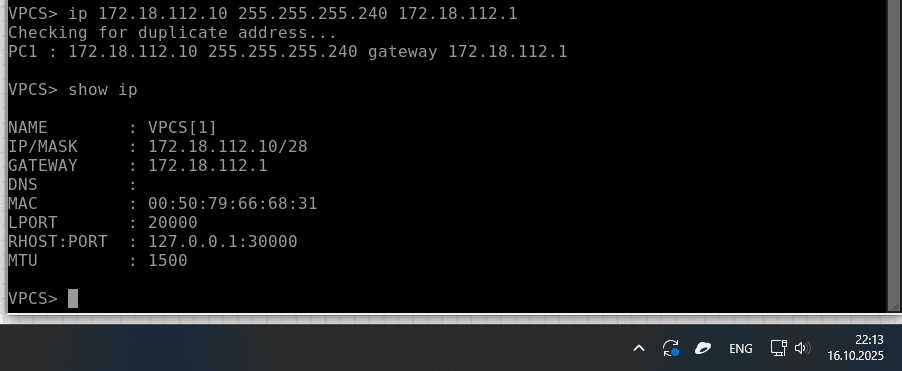 VPCS> ip 172.18.112.10 255.255.255.240 172.18.112.1
Checking for duplicate address...
PC1 : 172.18.112.10 255.255.255.240 gateway 172.18.112.1
VPCS> show ip
NAME : VPCS[1]
IP/MASK : 172.18.112.10/28
GATEWAY : 172.18.112.1
DNS :
MAC : 00:50:79:66:68:31
LPORT : 20000
RHOST:PORT : 127.0.0.1:30000
MTU : 1500
VPCS>
ENG
22:13
16.10.2025